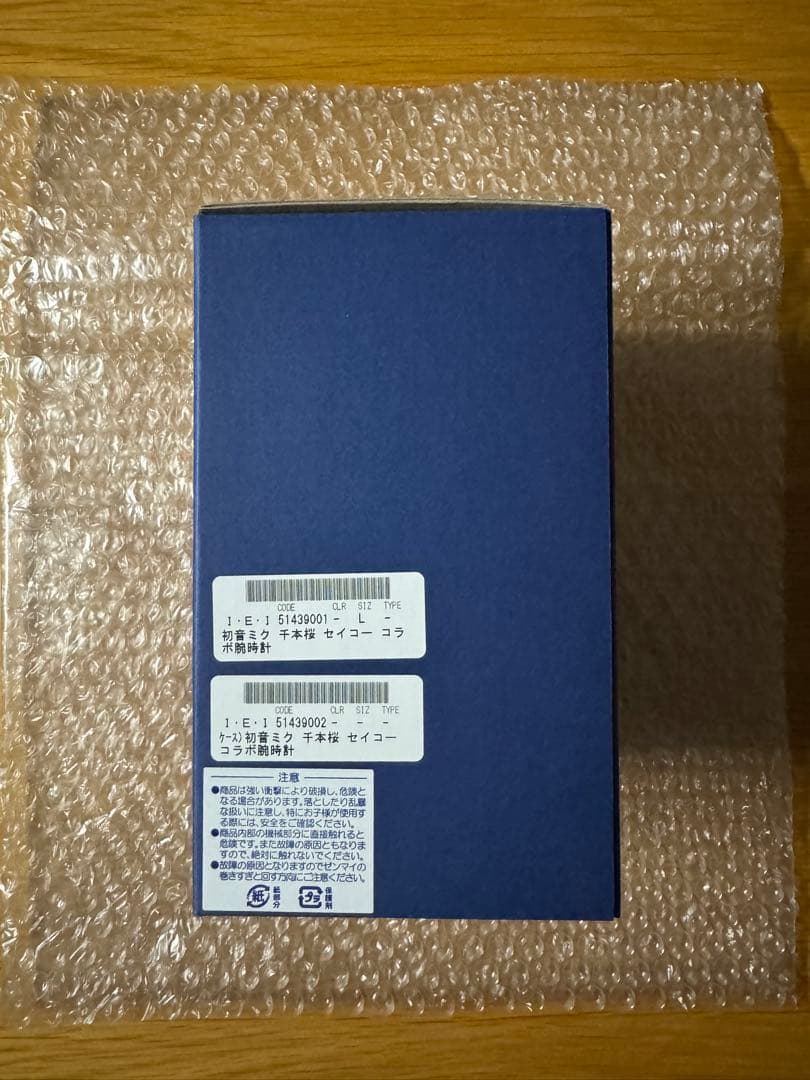 CODE CLR SIZ TYPE
I・E・I 51439001 - L -
初音ミク 千本桜 セイコー コラ
ボ腕時計
CODE CLR SIZ TYPE
I・E・I 51439002 - - -
ｹｰｽ)初音ミク 千本桜 セイコー
コラボ腕時計
注意
●商品は強い衝撃により破損し、危険と
なる場合があります。落としたり乱暴
な扱いに注意し、特にお子様が使用す
る際には、安全をご確認ください。
●商品内部の機械部分に直接触れると
危険です。また故障の原因ともなりま
すので、絶対に触れないでください。
●故障の原因となりますのでゼンマイの
巻きすぎと回す方向にご注意ください。
紙 紙部分 プラ 保護剤